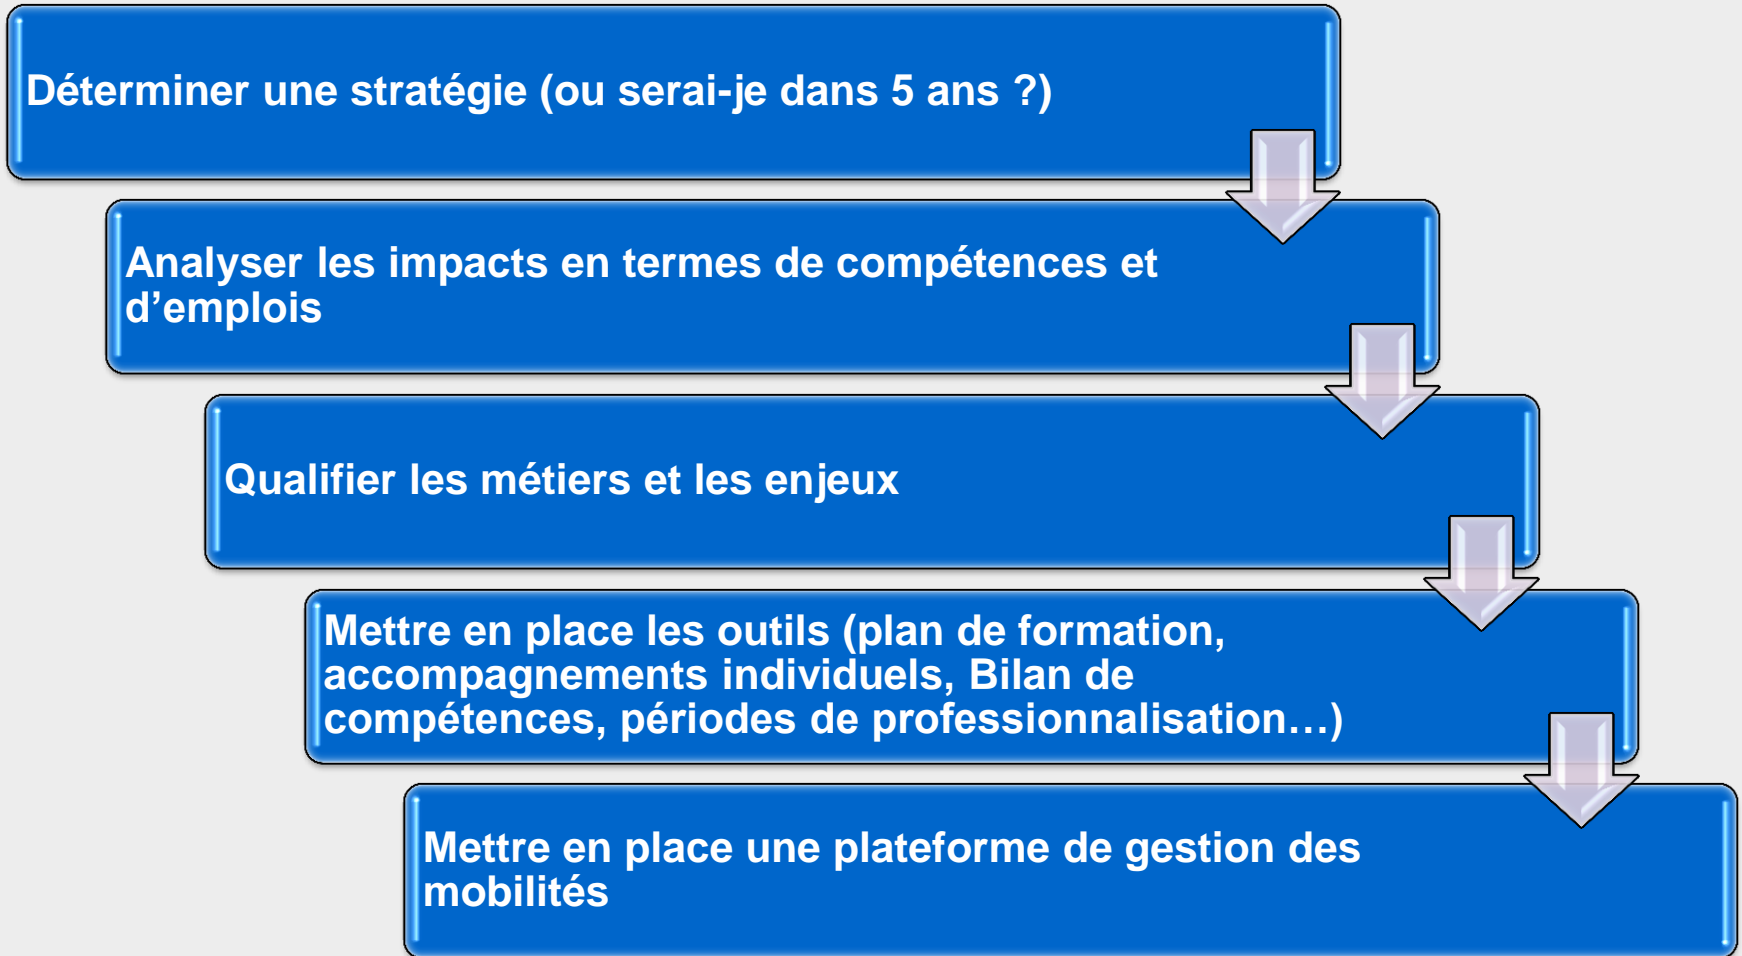 Déterminer une stratégie (ou serai-je dans 5 ans ?)
Analyser les impacts en termes de compétences et
d’emplois
Qualifier les métiers et les enjeux
Mettre en place les outils (plan de formation,
accompagnements individuels, Bilan de
compétences, périodes de professionnalisation…)
Mettre en place une plateforme de gestion des
mobilités